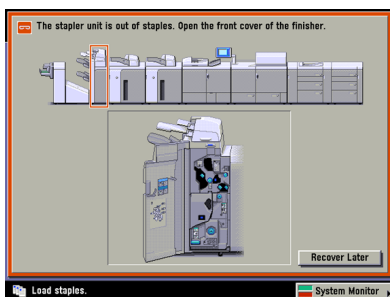 The stapler unit is out of staples. Open the front cover of the finisher.
Recover Later
Load staples.
System Monitor